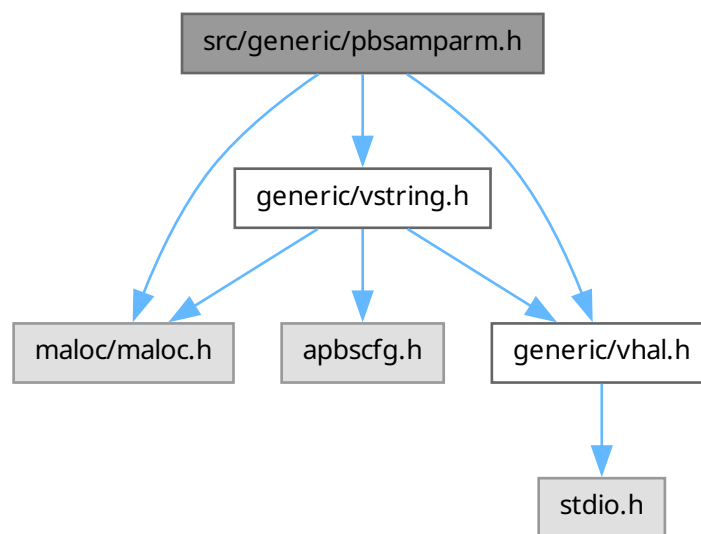 src/generic/pbsamparm.h
generic/vstring.h
maloc/maloc.h
apbscfg.h
generic/vhal.h
stdio.h